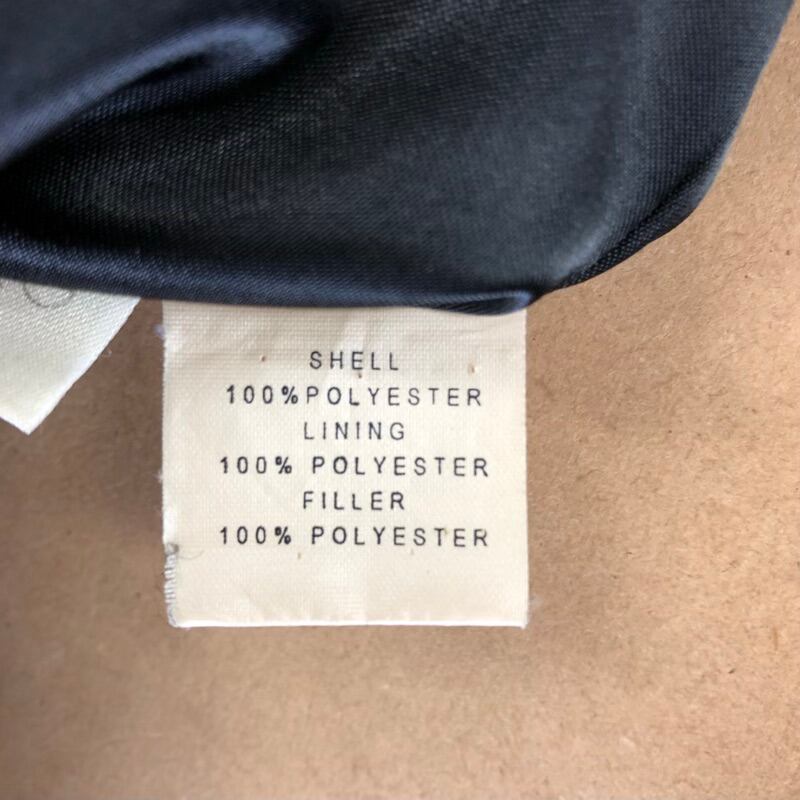 SHELL
100%POLYESTER
LINING
100% POLYESTER
FILLER
100% POLYESTER